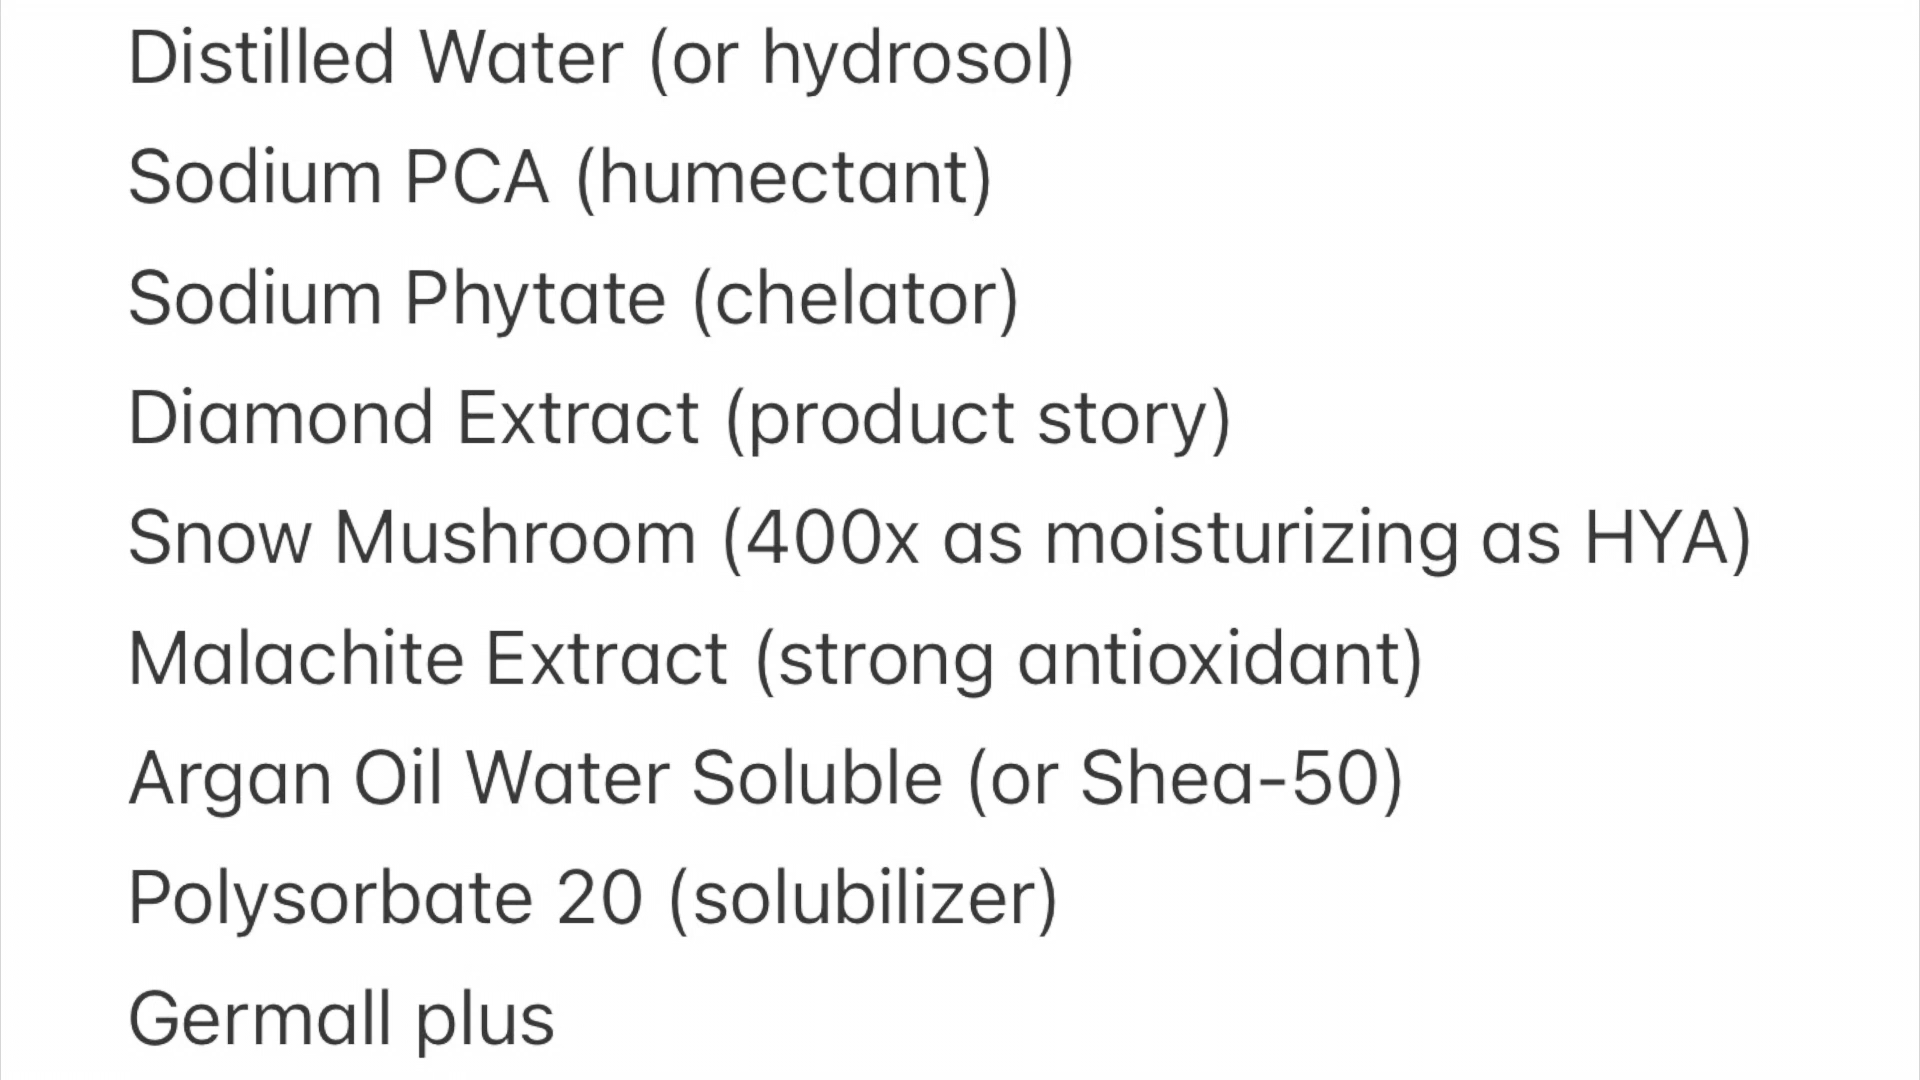 Distilled Water (or hydrosol)
Sodium PCA (humectant)
Sodium Phytate (chelator)
Diamond Extract (product story)
Snow Mushroom (400x as moisturizing as HYA)
Malachite Extract (strong antioxidant)
Argan Oil Water Soluble (or Shea-50)
Polysorbate 20 (solubilizer)
Germall plus